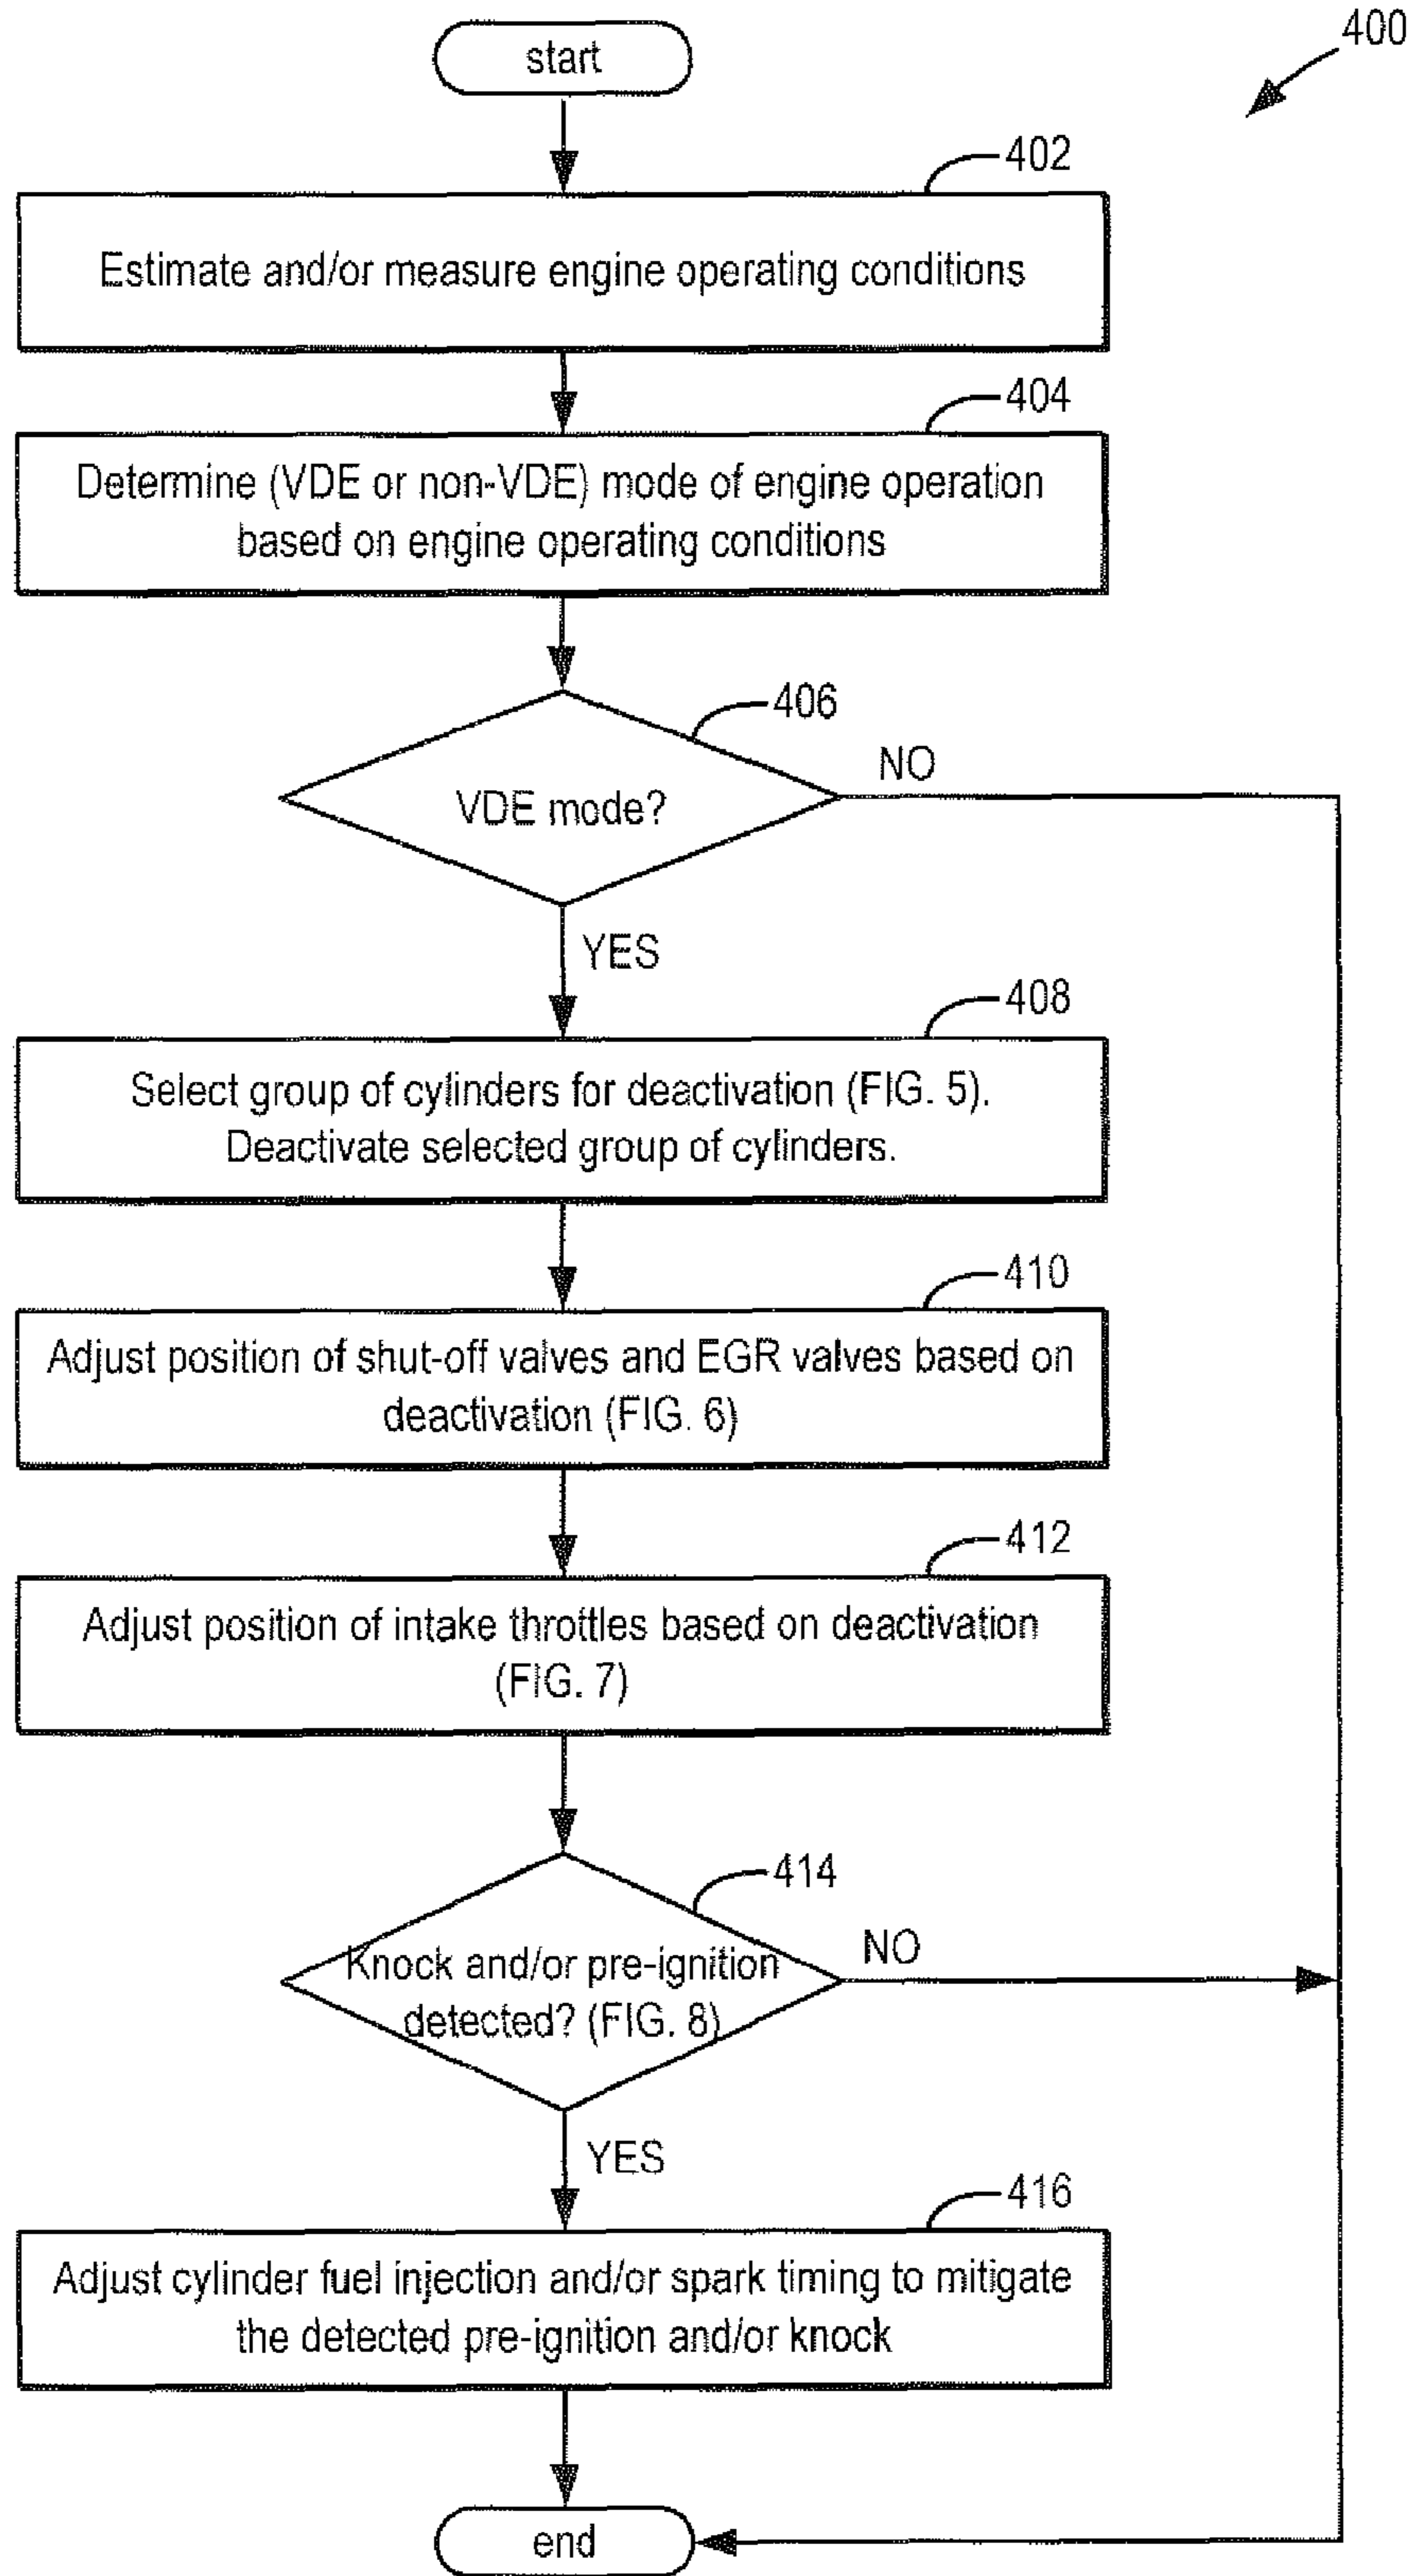 400
start
402
Estimate and/or measure engine operating conditions
404
Determine (VDE or non-VDE) mode of engine operation
based on engine operating conditions
406
NO
VDE mode?
YES
408
Select group of cylinders for deactivation (FIG. 5).
Deactivate selected group of cylinders.
410
Adjust position of shut-off valves and EGR valves based on
deactivation (FIG. 6)
412
Adjust position of intake throttles based on deactivation
(FIG. 7)
414
NO
Knock and/or pre-ignition
detected? (FIG. 8)
YES
416
Adjust cylinder fuel injection and/or spark timing to mitigate
the detected pre-ignition and/or knock
end